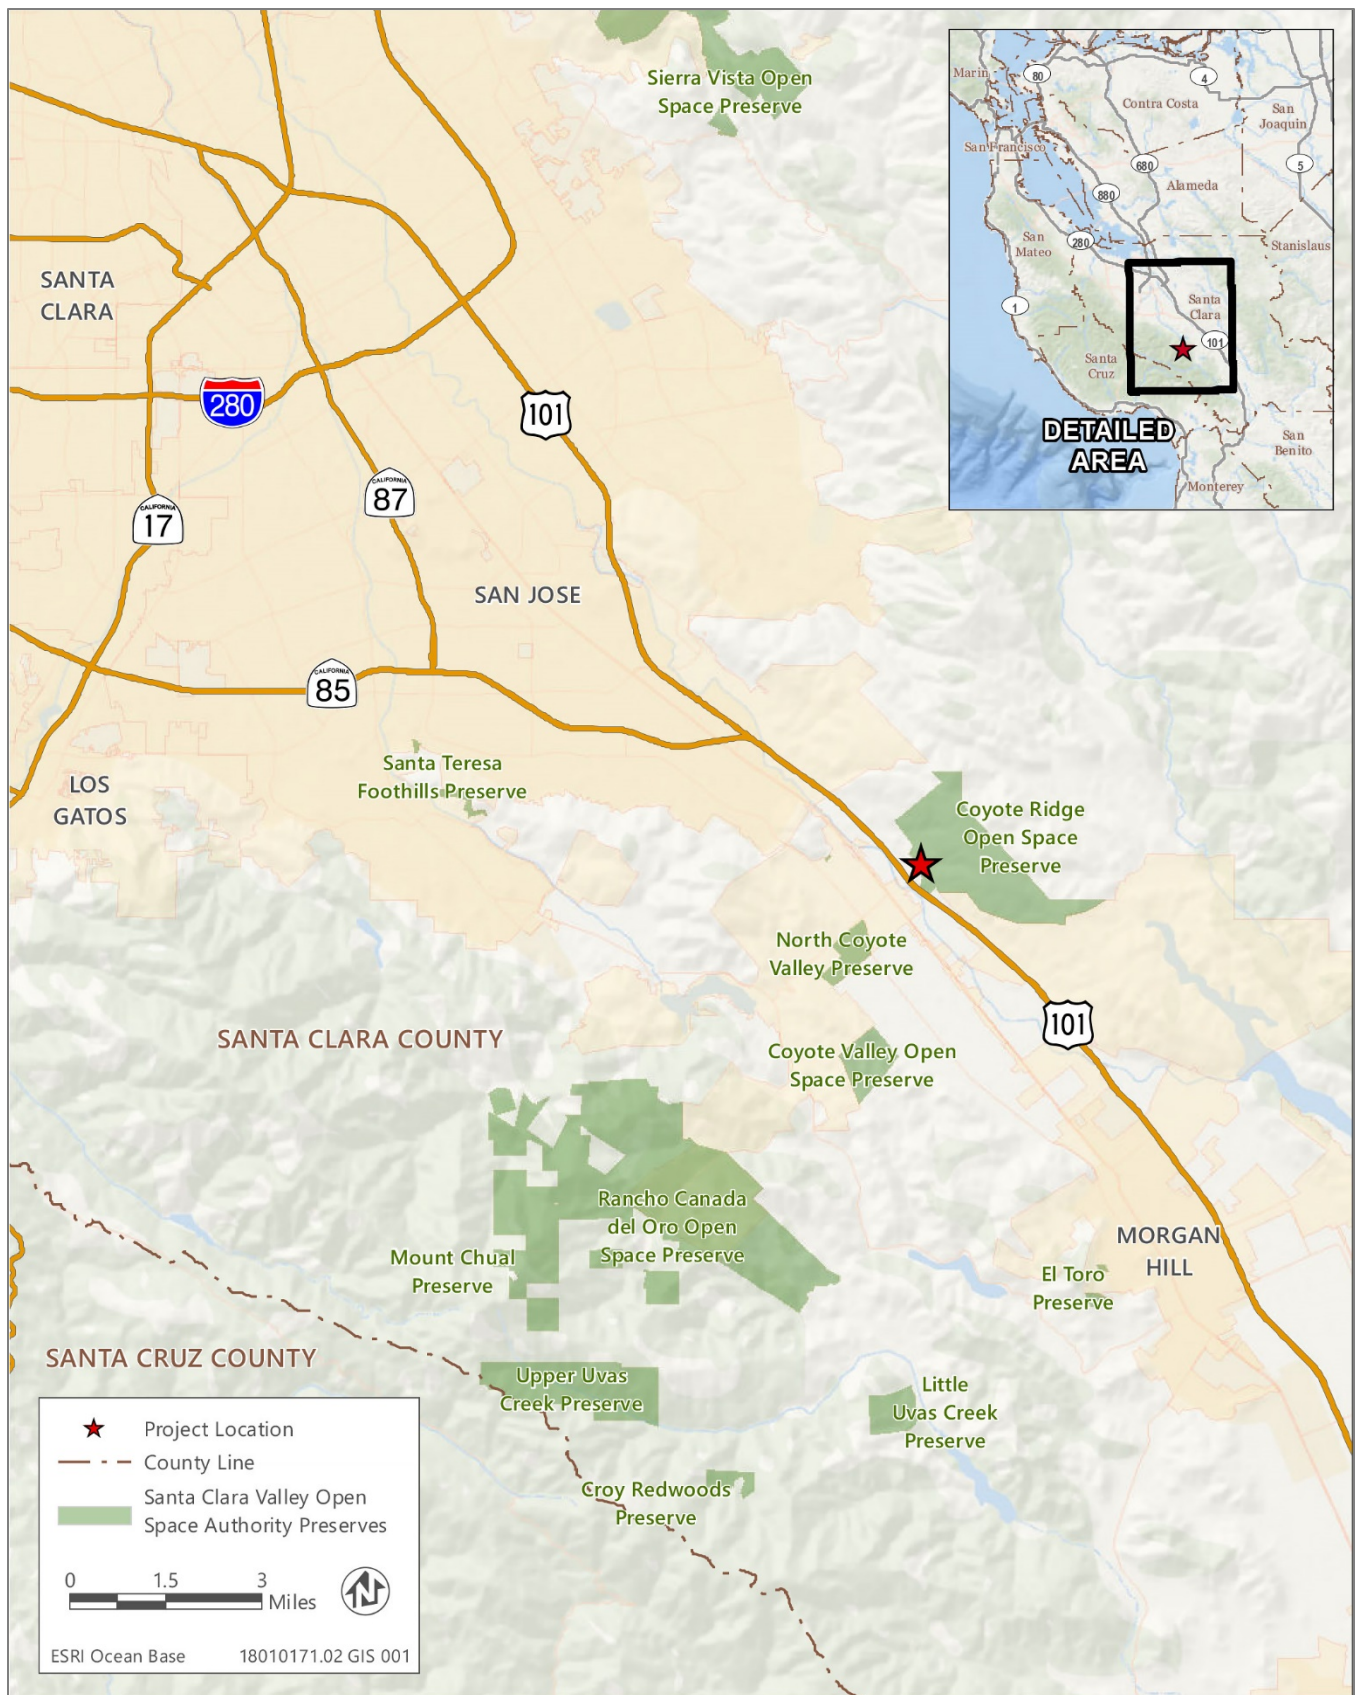 Sierra Vista Open
Space Preserve
Marin
80
4
Contra Costa
San
Joaquin
San Francisco
680
5
Alameda
880
San
Mateo
280
Stanislaus
1
Santa
Clara
101
Santa
Cruz
DETAILED
AREA
San
Benito
Monterey
SANTA
CLARA
280
101
CALIFORNIA
87
CALIFORNIA
17
SAN JOSE
CALIFORNIA
85
Santa Teresa
Foothills Preserve
LOS
GATOS
Coyote Ridge
Open Space
Preserve
North Coyote
Valley Preserve
101
SANTA CLARA COUNTY
Coyote Valley Open
Space Preserve
Rancho Canada
del Oro Open
Space Preserve
Mount Chual
Preserve
MORGAN
HILL
El Toro
Preserve
SANTA CRUZ COUNTY
Upper Uvas
Creek Preserve
Little
Uvas Creek
Preserve
Croy Redwoods
Preserve
Project Location
County Line
Santa Clara Valley Open
Space Authority Preserves
0 1.5 3
Miles
N
ESRI Ocean Base 18010171.02 GIS 001